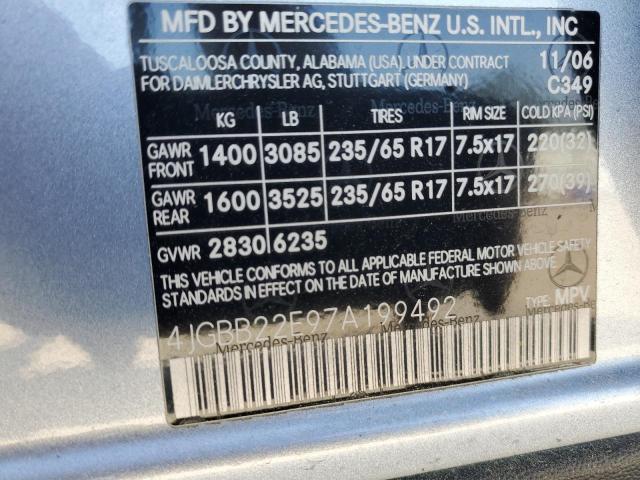 MFD BY MERCEDES-BENZ U.S. INTL., INC
TUSCALOOSA COUNTY, ALABAMA (USA). UNDER CONTRACT 11/06
FOR DAIMLERCHRYSLER AG, STUTTGART (GERMANY) C349
KG LB TIRES RIM SIZE COLD KPA (PSI)
GAWR FRONT 1400 3085 235/65 R17 7.5x17 220(32)
GAWR REAR 1600 3525 235/65 R17 7.5x17 270(39)
GVWR 2830 6235
THIS VEHICLE CONFORMS TO ALL APPLICABLE FEDERAL MOTOR VEHICLE SAFETY
STANDARDS IN EFFECT ON THE DATE OF MANUFACTURE SHOWN ABOVE.
4JGBB22E97A199492 TYPE: MPV